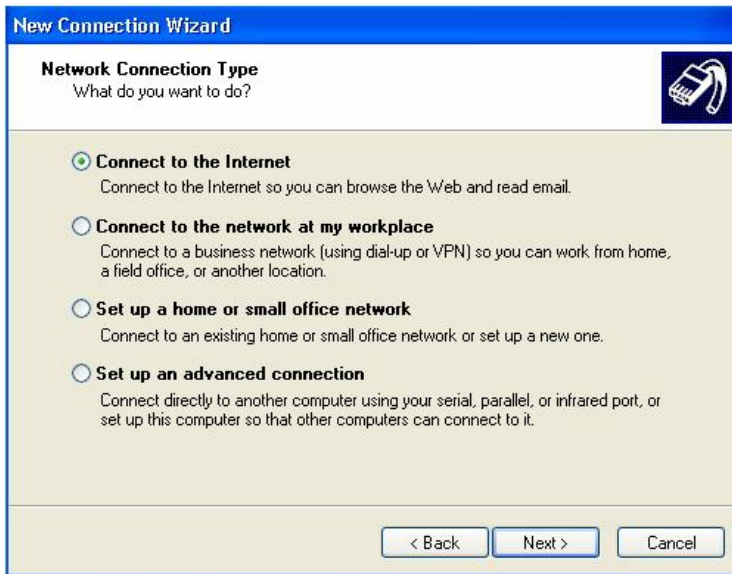 New Connection Wizard
Network Connection Type
What do you want to do?
Connect to the Internet
Connect to the Internet so you can browse the Web and read email.
Connect to the network at my workplace
Connect to a business network (using dial-up or VPN) so you can work from home,
a field office, or another location.
Set up a home or small office network
Connect to an existing home or small office network or set up a new one.
Set up an advanced connection
Connect directly to another computer using your serial, parallel, or infrared port, or
set up this computer so that other computers can connect to it.
< Back Next > Cancel